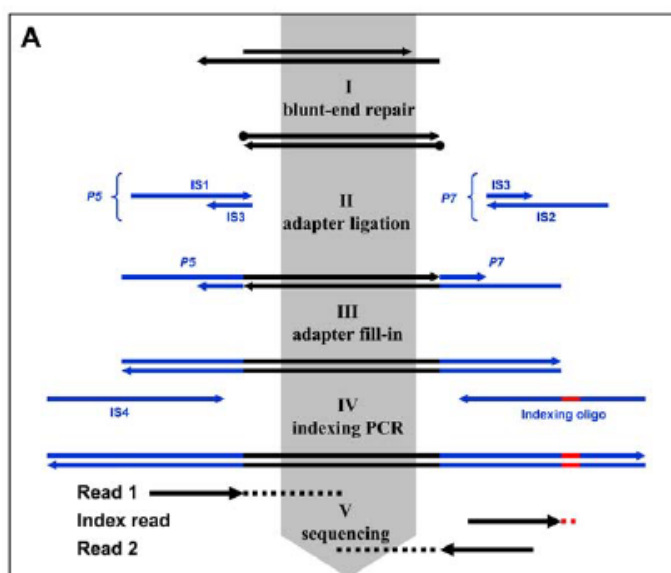 A
I
blunt-end repair
P5
IS1
IS3
II
adapter ligation
P7
IS3
IS2
P5
P7
III
adapter fill-in
IS4
IV
indexing PCR
Indexing oligo
Read 1
Index read
Read 2
V
sequencing